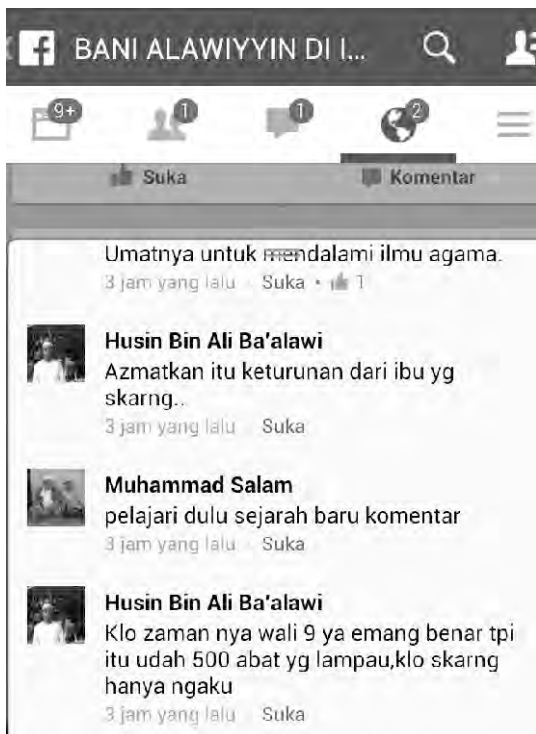 BANI ALAWIYYIN DI I...
9+ 1 1 2
Suka Komentar
Umatnya untuk mendalami ilmu agama.
3 jam yang lalu Suka • 1
Husin Bin Ali Ba'alawi
Azmatkan itu keturunan dari ibu yg
skarng..
3 jam yang lalu Suka
Muhammad Salam
pelajari dulu sejarah baru komentar
3 jam yang lalu Suka
Husin Bin Ali Ba'alawi
Klo zaman nya wali 9 ya emang benar tpi
itu udah 500 abat yg lampau,klo skarng
hanya ngaku
3 jam yang lalu Suka